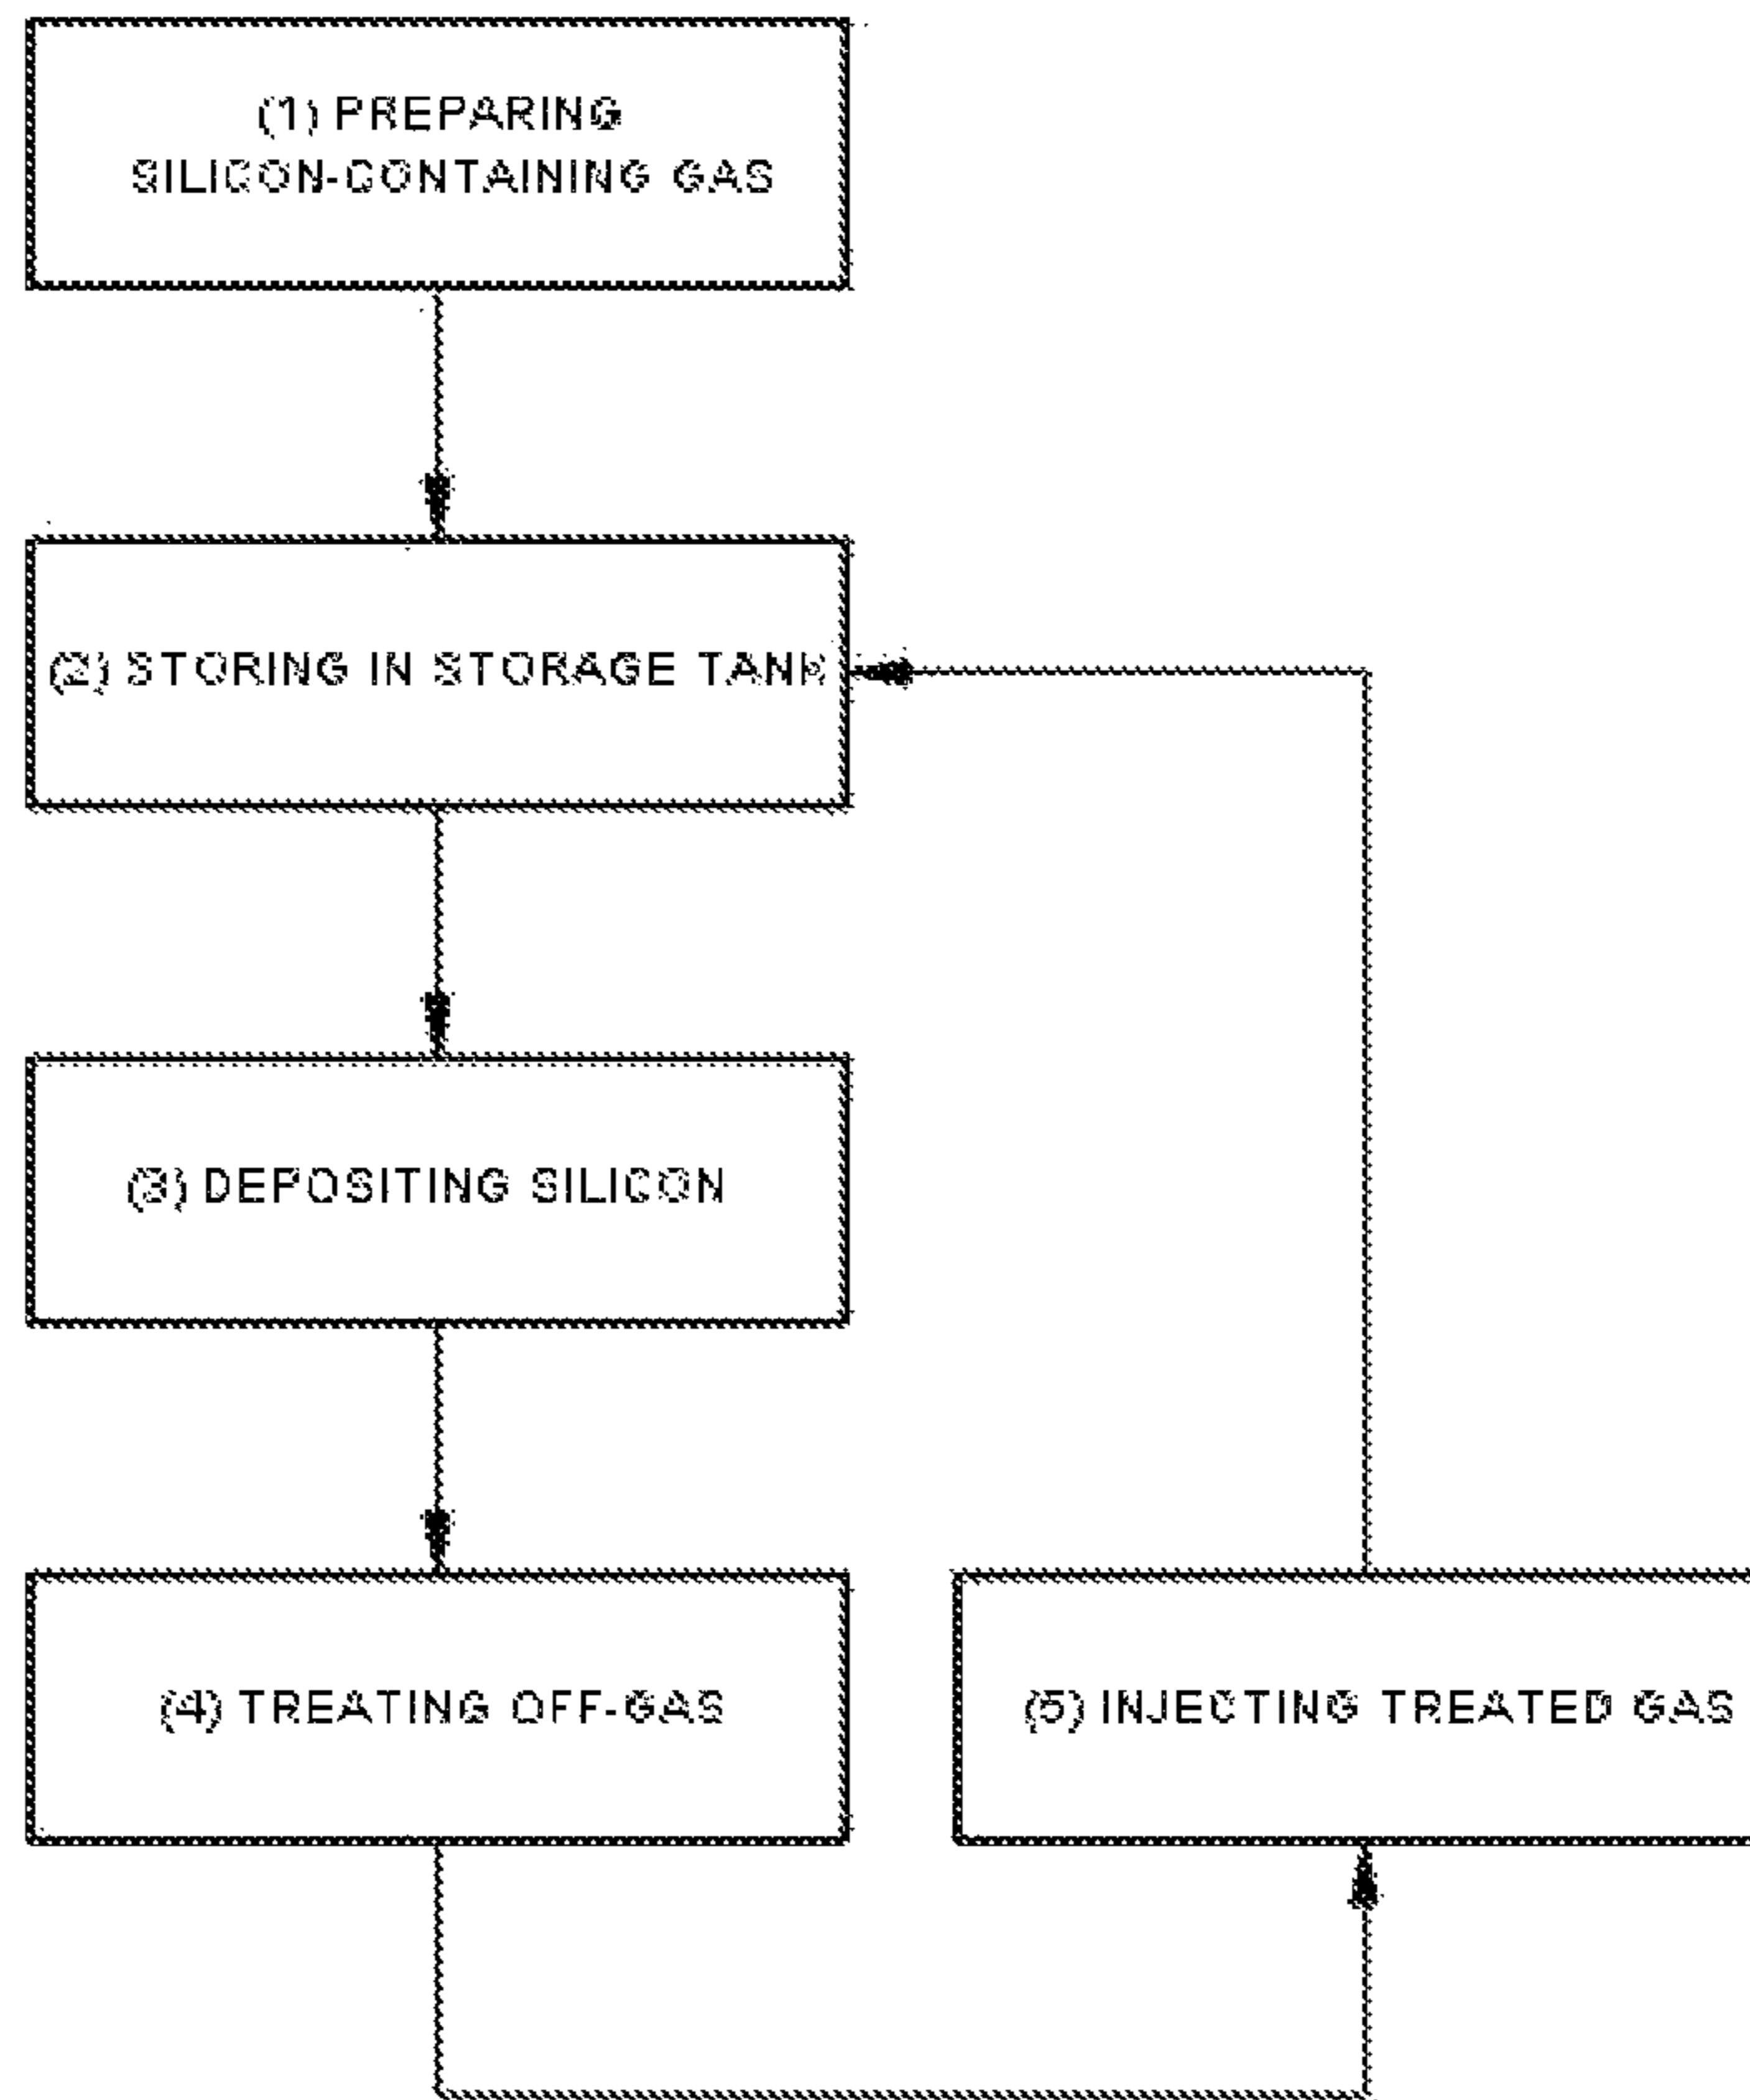 (1) PREPARING
SILICON-CONTAINING GAS
(2) STORING IN STORAGE TANK
(3) DEPOSITING SILICON
(4) TREATING OFF-GAS
(5) INJECTING TREATED GAS